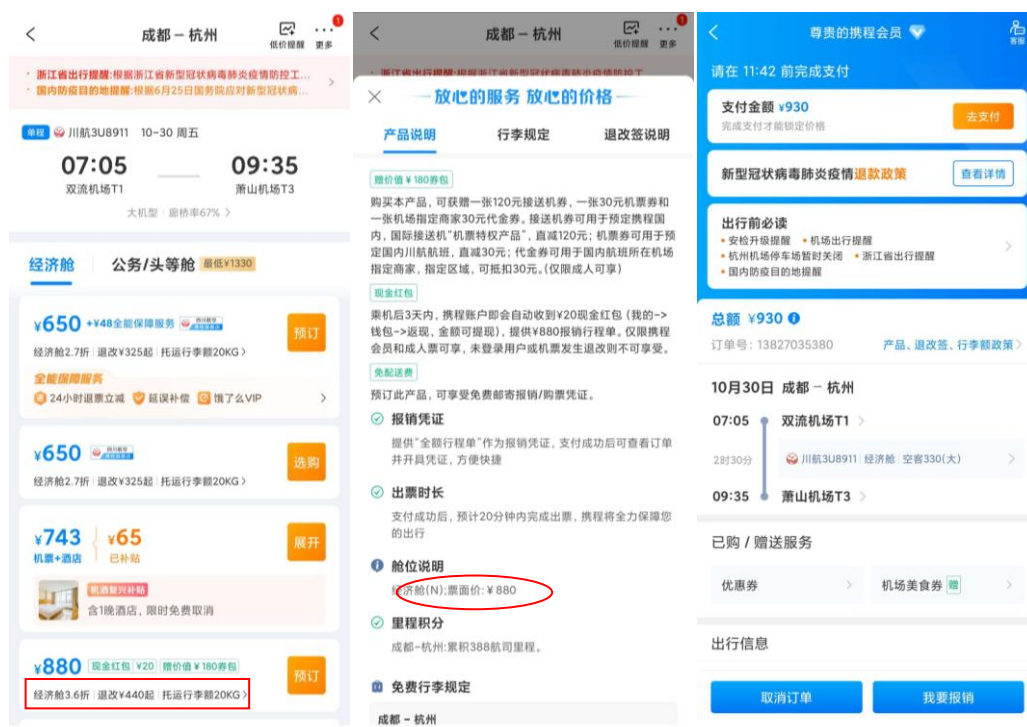 成都 – 杭州
低价提醒
更多
1
· 浙江省出行提醒:根据浙江省新型冠状病毒肺炎疫情防控工...
· 国内防疫目的地提醒:根据6月25日国务院应对新型冠状病...
单程 川航3U8911 10-30 周五
07:05 09:35
双流机场T1 萧山机场T3
大机型 廊桥率67% >
经济舱 公务/头等舱 最低¥1330
¥650 +¥48全能保障服务
预订
经济舱2.7折 退改¥325起 托运行李额20KG>
全能保障服务
24小时退票立减 延误补偿 饿了么VIP >
¥650
选购
经济舱2.7折 退改¥325起 托运行李额20KG>
¥743 ¥65
机票+酒店 已补贴
展开
机酒复兴补贴
含1晚酒店, 限时免费取消
¥880 现金红包 ¥20 赠价值¥180券包
预订
经济舱3.6折 退改¥440起 托运行李额20KG>
成都 – 杭州
低价提醒
更多
1
· 浙江省出行提醒:根据浙江省新型冠状病毒肺炎疫情防控工
放心的服务 放心的价格
产品说明 行李规定 退改签说明
赠价值¥180券包
购买本产品, 可获赠一张120元接送机券, 一张30元机票券和
一张机场指定商家30元代金券。接送机券可用于预定携程国
内, 国际接送机"机票特权产品", 直减120元; 机票券可用于预
定国内川航航班, 直减30元; 代金券可用于国内航班所在机场
指定商家, 指定区域, 可抵扣30元。(仅限成人可享)
现金红包
乘机后3天内, 携程账户即会自动收到¥20现金红包 (我的->
钱包->返现, 金额可提现), 提供¥880报销行程单。仅限携程
会员和成人票可享, 未登录用户或机票发生退改则不可享受。
免配送费
预订此产品, 可享受免费邮寄报销/购票凭证。
报销凭证
提供"全额行程单"作为报销凭证, 支付成功后可查看订单
并开具凭证, 方便快捷
出票时长
支付成功后, 预计20分钟内完成出票, 携程将全力保障您
的出行
舱位说明
经济舱(N);票面价:¥880
里程积分
成都-杭州:累积388航司里程。
免费行李规定
成都 – 杭州
尊贵的携程会员
客服
请在 11:42 前完成支付
支付金额 ¥930
完成支付才能锁定价格
去支付
新型冠状病毒肺炎疫情退款政策
查看详情
出行前必读
• 安检升级提醒 • 机场出行提醒
• 杭州机场停车场暂时关闭 • 浙江省出行提醒
• 国内防疫目的地提醒
总额 ¥930
订单号: 13827035380 产品、退改签、行李额政策>
10月30日 成都 – 杭州
07:05 双流机场T1 >
2时30分 川航3U8911 经济舱 空客330(大) >
09:35 萧山机场T3 >
已购 / 赠送服务
优惠券 > 机场美食券 赠 >
出行信息
取消订单 我要报销